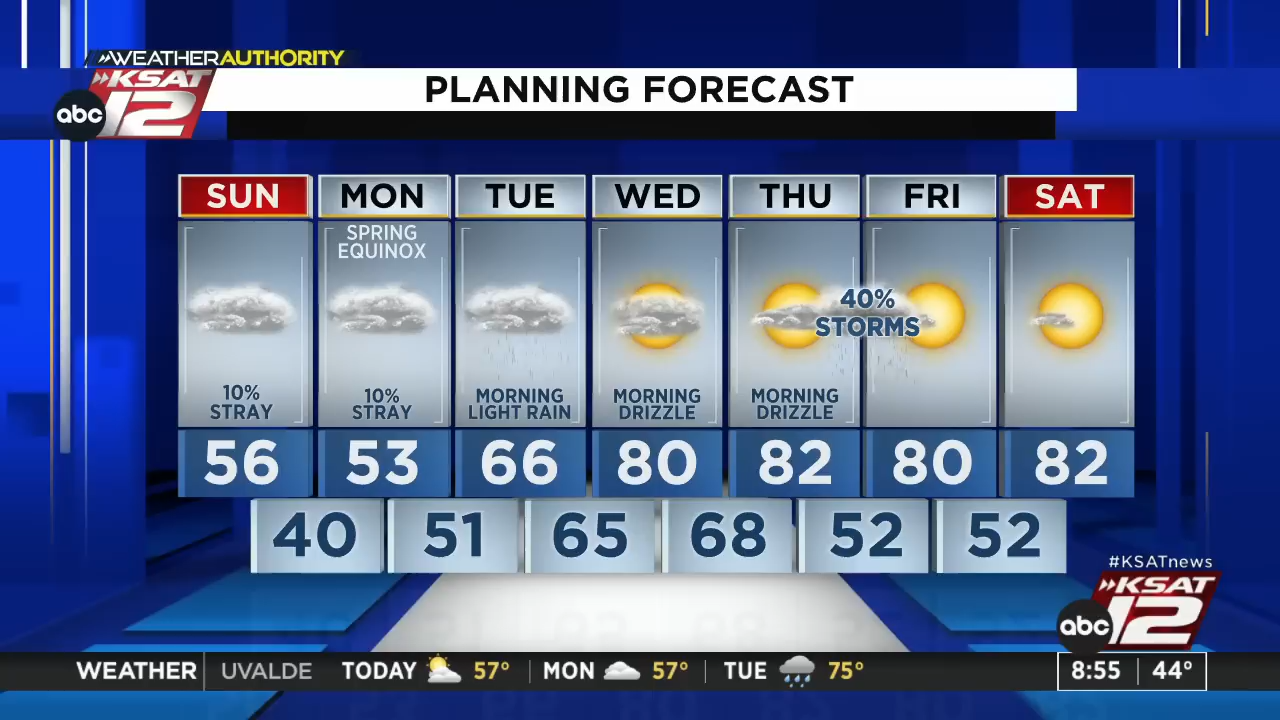 WEATHERAUTHORITY
KSAT
abc 12
PLANNING FORECAST
SUN MON TUE WED THU FRI SAT
SPRING
EQUINOX
40%
STORMS
10%
STRAY
10%
STRAY
MORNING
LIGHT RAIN
MORNING
DRIZZLE
MORNING
DRIZZLE
56 53 66 80 82 80 82
40 51 65 68 52 52
#KSATnews
KSAT
abc 12
WEATHER UVALDE TODAY 57° MON 57° TUE 75° 8:55 44°